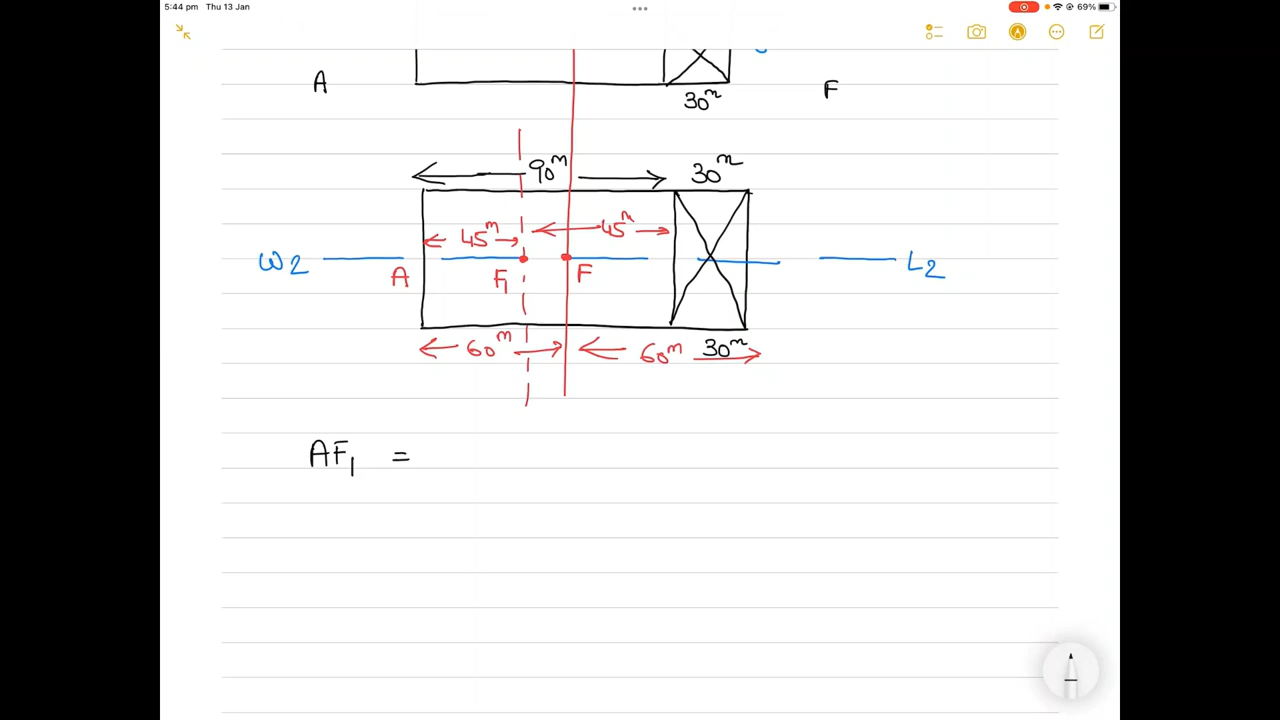 5:44 pm Thu 13 Jan
69%
A
F
30ᵐ
90ᵐ
30ᵐ
45ᵐ
45ᵐ
W2
A
F₁
F
L2
60ᵐ
60ᵐ
30ᵐ
AF₁ =